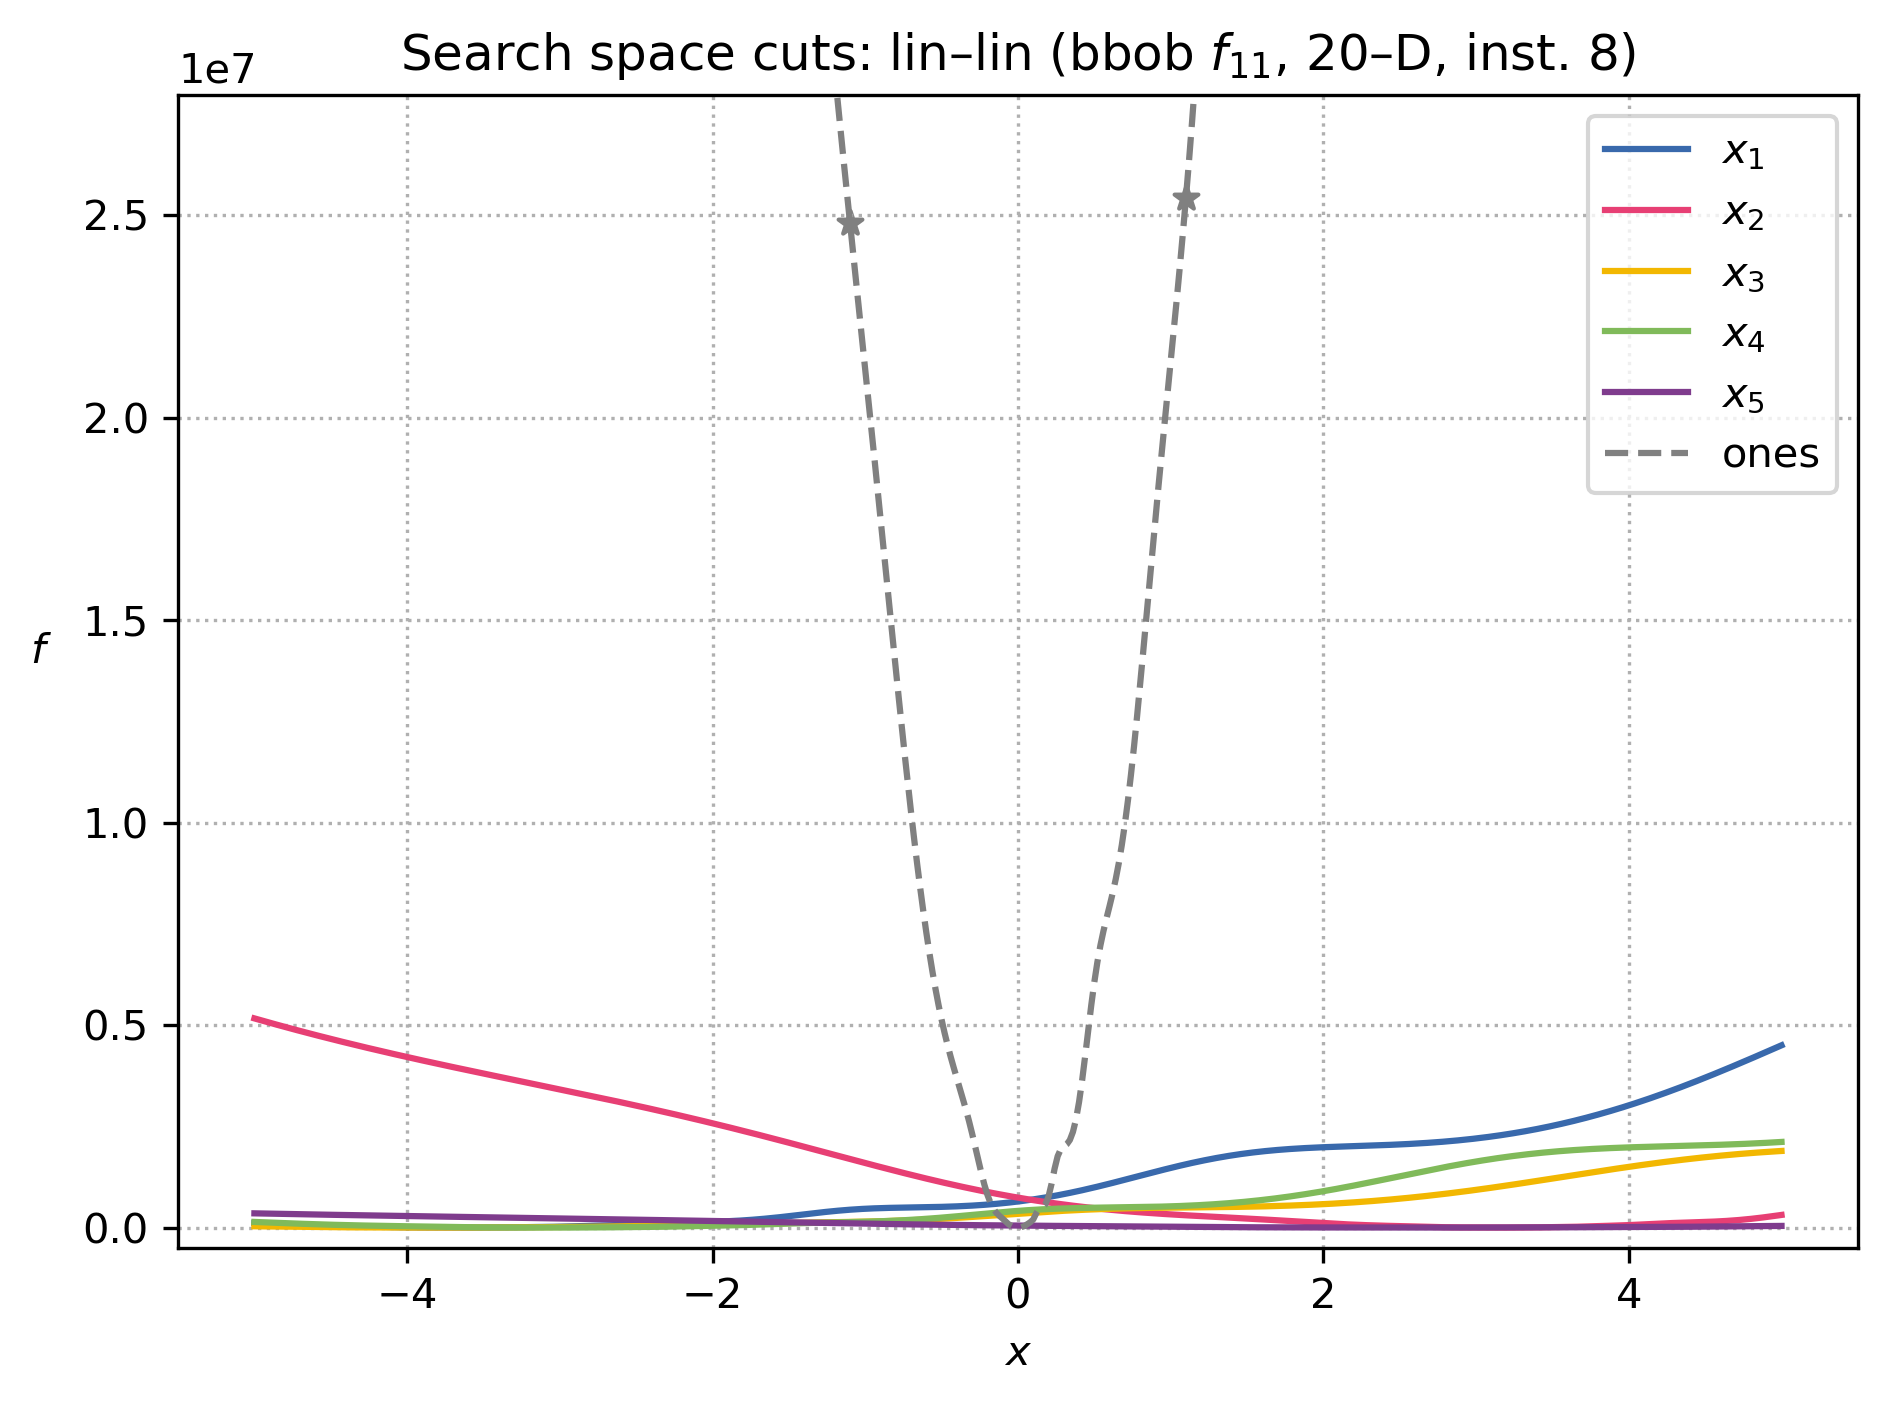 Search space cuts: lin–lin (bbob f₁₁, 20–D, inst. 8)
1e7
2.5
2.0
1.5
1.0
0.5
0.0
f
−4
−2
0
2
4
x
x₁
x₂
x₃
x₄
x₅
ones